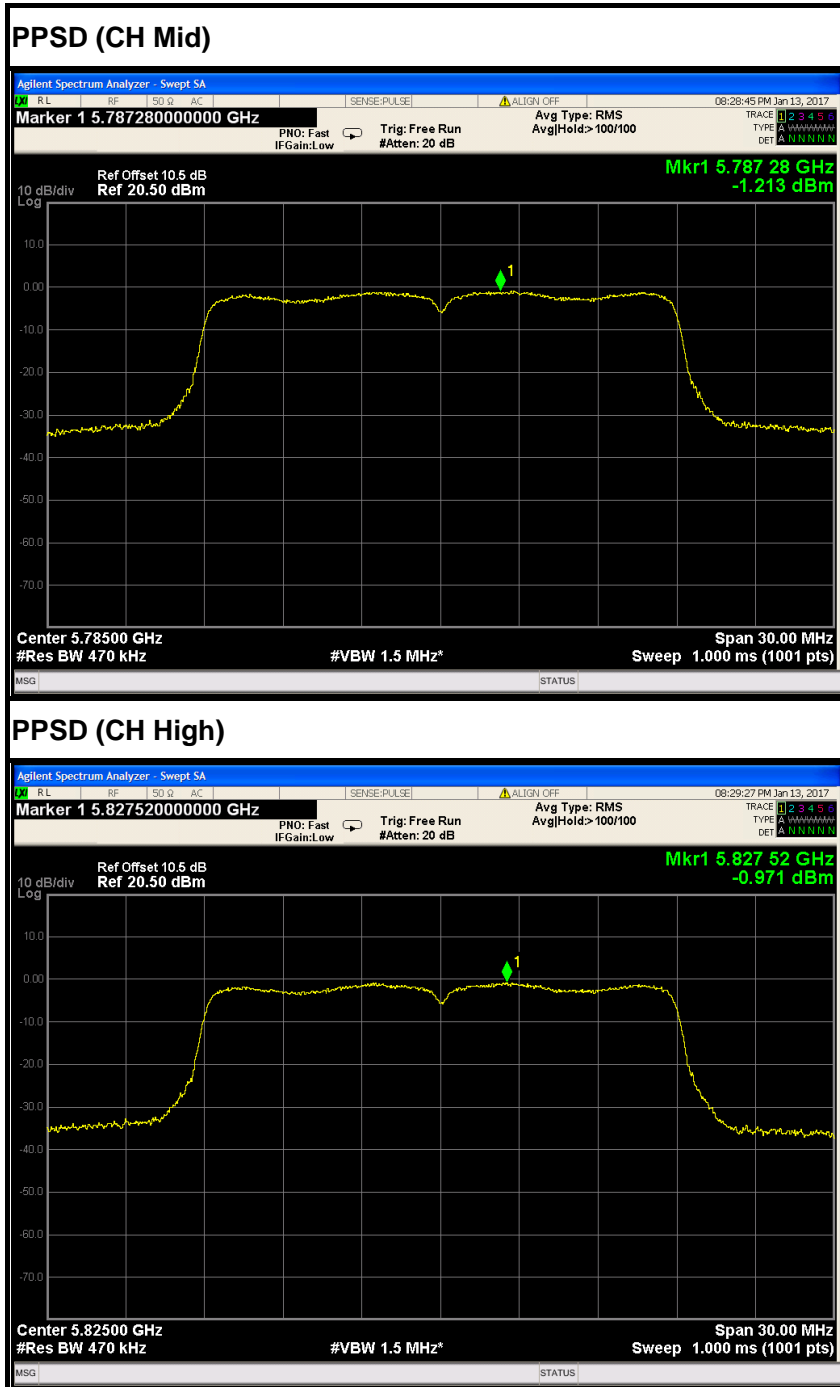 PPSD (CH Mid)
Agilent Spectrum Analyzer - Swept SA
LXI RL RF 50 Ω AC SENSE:PULSE ALIGN OFF 08:28:45 PM Jan 13, 2017
Marker 1 5.787280000000 GHz
PNO: Fast
IFGain:Low
Trig: Free Run
#Atten: 20 dB
Avg Type: RMS
Avg|Hold:>100/100
TRACE 1 2 3 4 5 6
TYPE A WWWWW
DET A N N N N N
Mkr1 5.787 28 GHz
-1.213 dBm
Ref Offset 10.5 dB
10 dB/div Ref 20.50 dBm
Log
10.0
0.00
-10.0
-20.0
-30.0
-40.0
-50.0
-60.0
-70.0
1
Center 5.78500 GHz Span 30.00 MHz
#Res BW 470 kHz #VBW 1.5 MHz* Sweep 1.000 ms (1001 pts)
MSG STATUS
PPSD (CH High)
Agilent Spectrum Analyzer - Swept SA
LXI RL RF 50 Ω AC SENSE:PULSE ALIGN OFF 08:29:27 PM Jan 13, 2017
Marker 1 5.827520000000 GHz
PNO: Fast
IFGain:Low
Trig: Free Run
#Atten: 20 dB
Avg Type: RMS
Avg|Hold:>100/100
TRACE 1 2 3 4 5 6
TYPE A WWWWW
DET A N N N N N
Mkr1 5.827 52 GHz
-0.971 dBm
Ref Offset 10.5 dB
10 dB/div Ref 20.50 dBm
Log
10.0
0.00
-10.0
-20.0
-30.0
-40.0
-50.0
-60.0
-70.0
1
Center 5.82500 GHz Span 30.00 MHz
#Res BW 470 kHz #VBW 1.5 MHz* Sweep 1.000 ms (1001 pts)
MSG STATUS